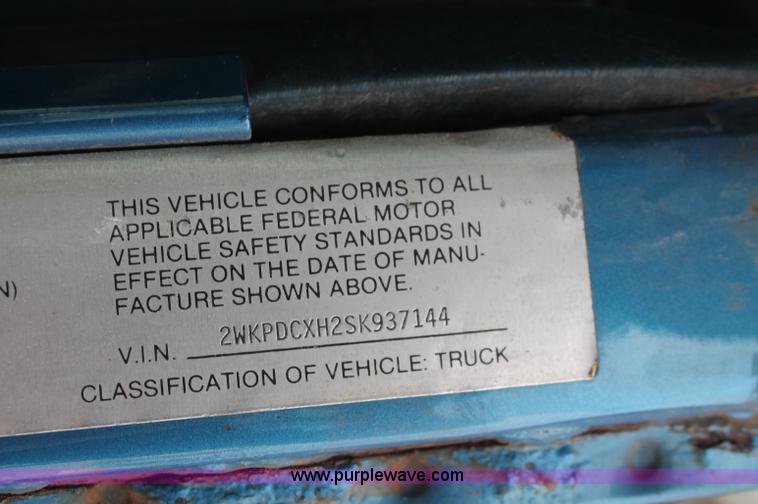 THIS VEHICLE CONFORMS TO ALL
APPLICABLE FEDERAL MOTOR
VEHICLE SAFETY STANDARDS IN
EFFECT ON THE DATE OF MANU-
FACTURE SHOWN ABOVE.
N)
V.I.N. 2WKPDCXH2SK937144
CLASSIFICATION OF VEHICLE: TRUCK
www.purplewave.com